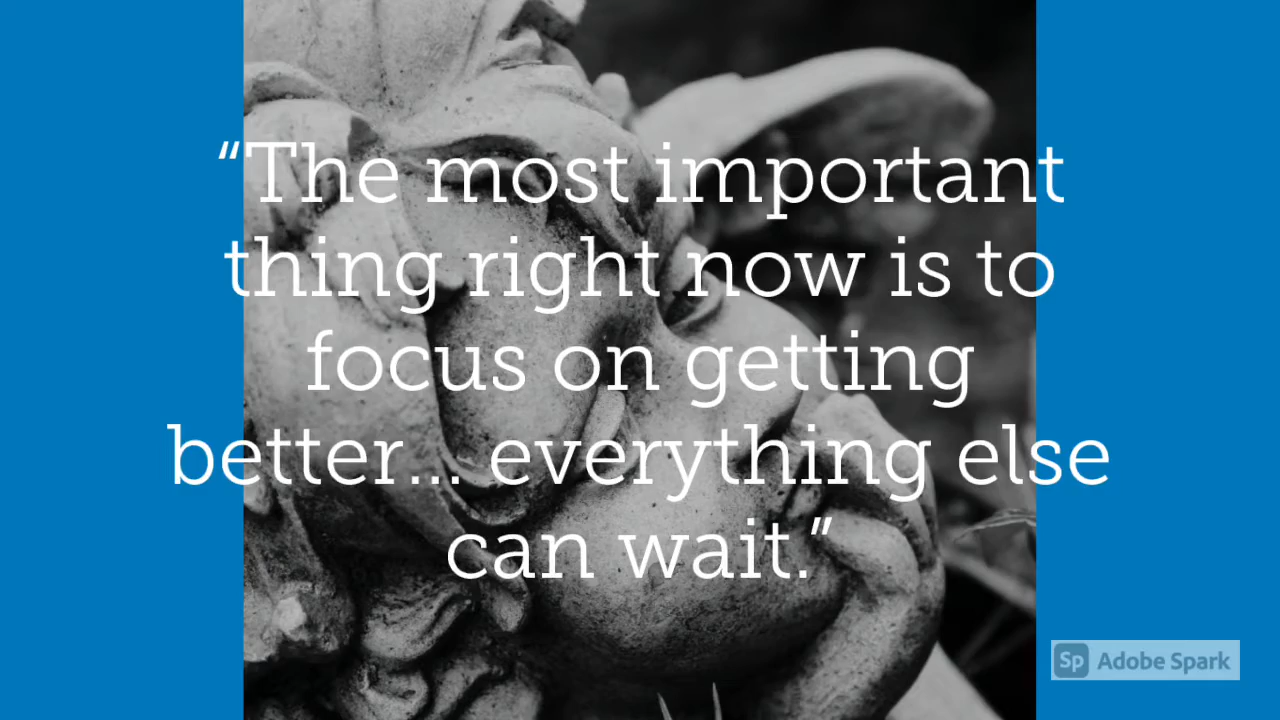 “The most important
thing right now is to
focus on getting
better... everything else
can wait.”
Sp Adobe Spark